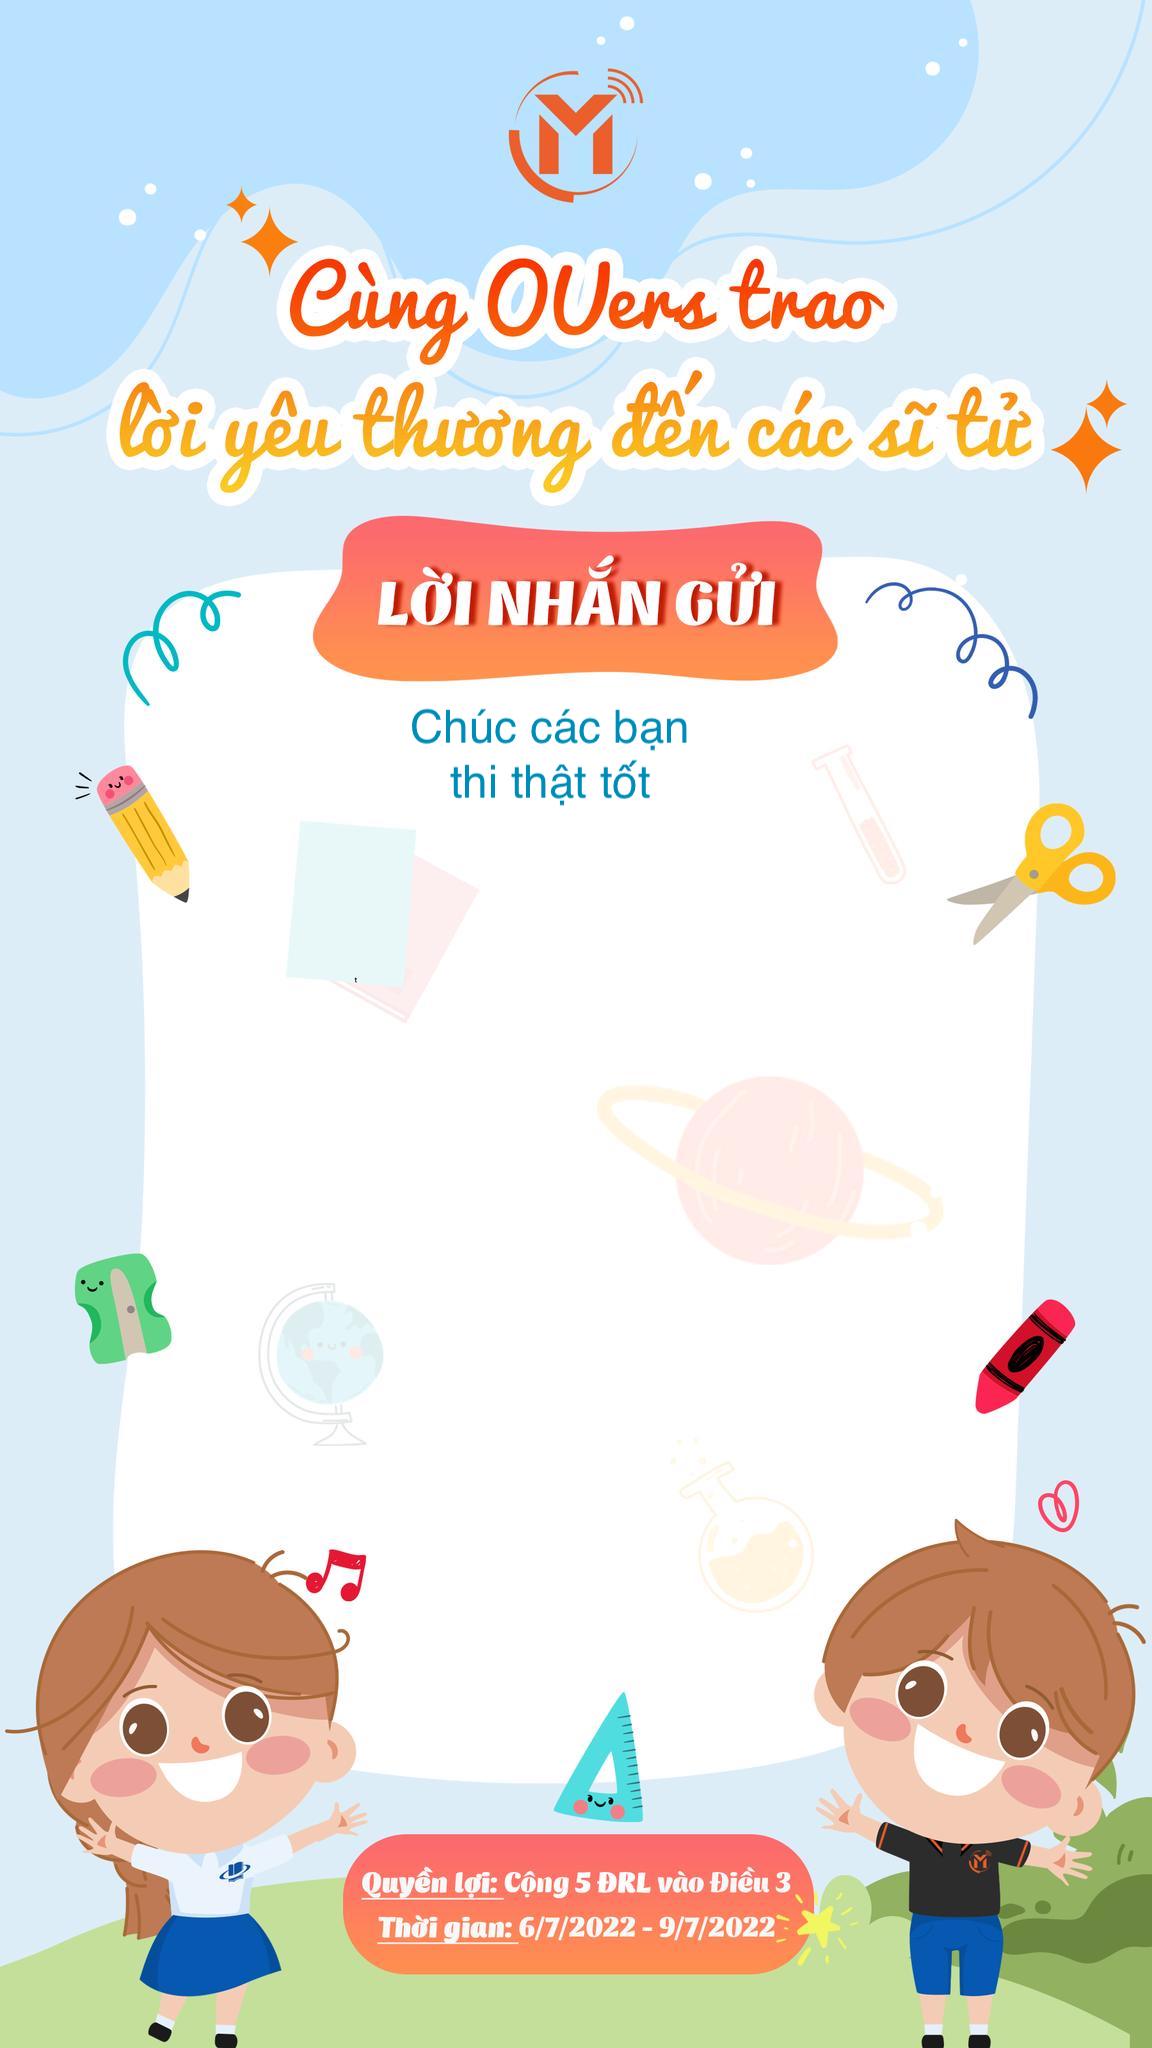 Cùng OUers trao
lời yêu thương đến các sĩ tử
LỜI NHẮN GỬI
Chúc các bạn
thi thật tốt
t
Quyền lợi: Cộng 5 ĐRL vào Điều 3
Thời gian: 6/7/2022 - 9/7/2022